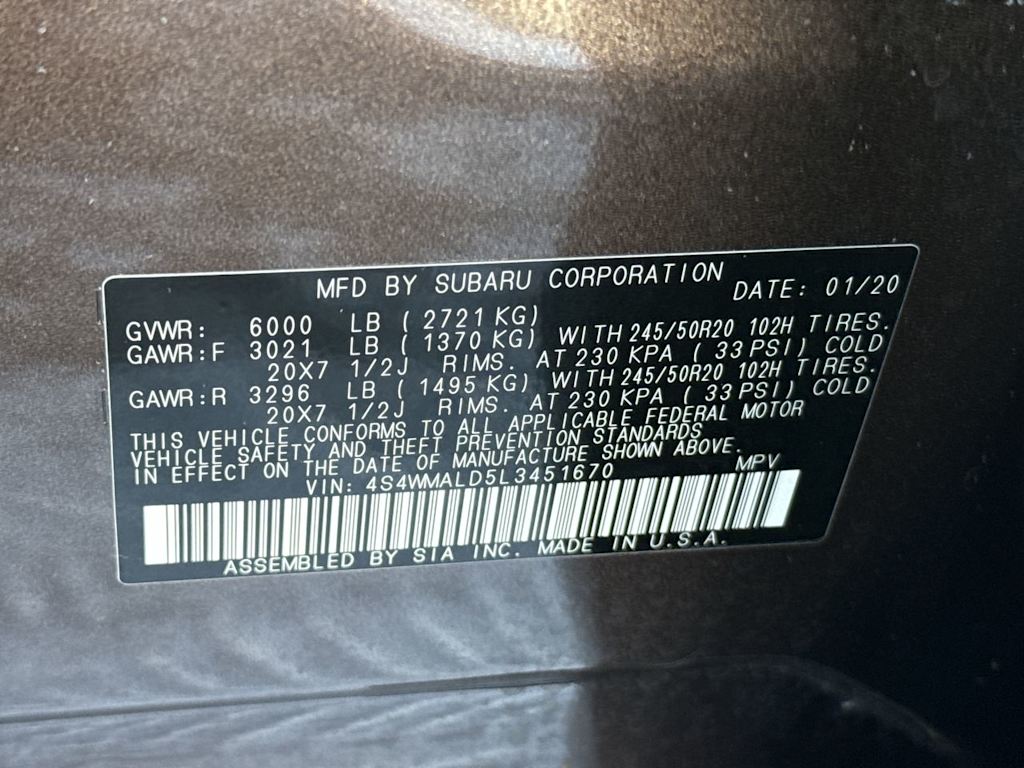 MFD BY SUBARU CORPORATION DATE: 01/20
GVWR: 6000 LB ( 2721 KG)
GAWR:F 3021 LB ( 1370 KG) WITH 245/50R20 102H TIRES.
20X7 1/2J RIMS. AT 230 KPA ( 33 PSI) COLD
GAWR:R 3296 LB ( 1495 KG) WITH 245/50R20 102H TIRES.
20X7 1/2J RIMS. AT 230 KPA ( 33 PSI) COLD
THIS VEHICLE CONFORMS TO ALL APPLICABLE FEDERAL MOTOR
VEHICLE SAFETY AND THEFT PREVENTION STANDARDS
IN EFFECT ON THE DATE OF MANUFACTURE SHOWN ABOVE.
VIN: 4S4WMALD5L3451670 MPV
ASSEMBLED BY SIA INC. MADE IN U.S.A.